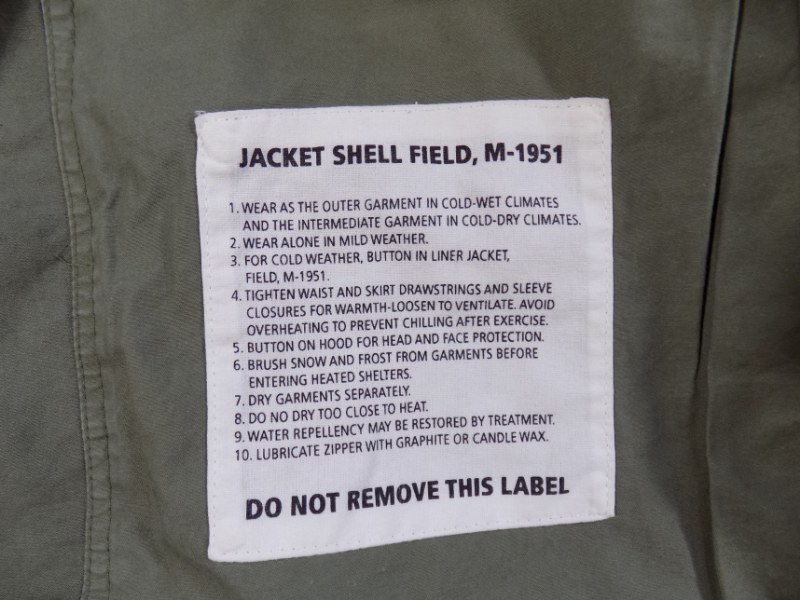 JACKET SHELL FIELD, M-1951
1. WEAR AS THE OUTER GARMENT IN COLD-WET CLIMATES
AND THE INTERMEDIATE GARMENT IN COLD-DRY CLIMATES.
2. WEAR ALONE IN MILD WEATHER.
3. FOR COLD WEATHER, BUTTON IN LINER JACKET,
FIELD, M-1951.
4. TIGHTEN WAIST AND SKIRT DRAWSTRINGS AND SLEEVE
CLOSURES FOR WARMTH-LOOSEN TO VENTILATE. AVOID
OVERHEATING TO PREVENT CHILLING AFTER EXERCISE.
5. BUTTON ON HOOD FOR HEAD AND FACE PROTECTION.
6. BRUSH SNOW AND FROST FROM GARMENTS BEFORE
ENTERING HEATED SHELTERS.
7. DRY GARMENTS SEPARATELY.
8. DO NO DRY TOO CLOSE TO HEAT.
9. WATER REPELLENCY MAY BE RESTORED BY TREATMENT.
10. LUBRICATE ZIPPER WITH GRAPHITE OR CANDLE WAX.
DO NOT REMOVE THIS LABEL